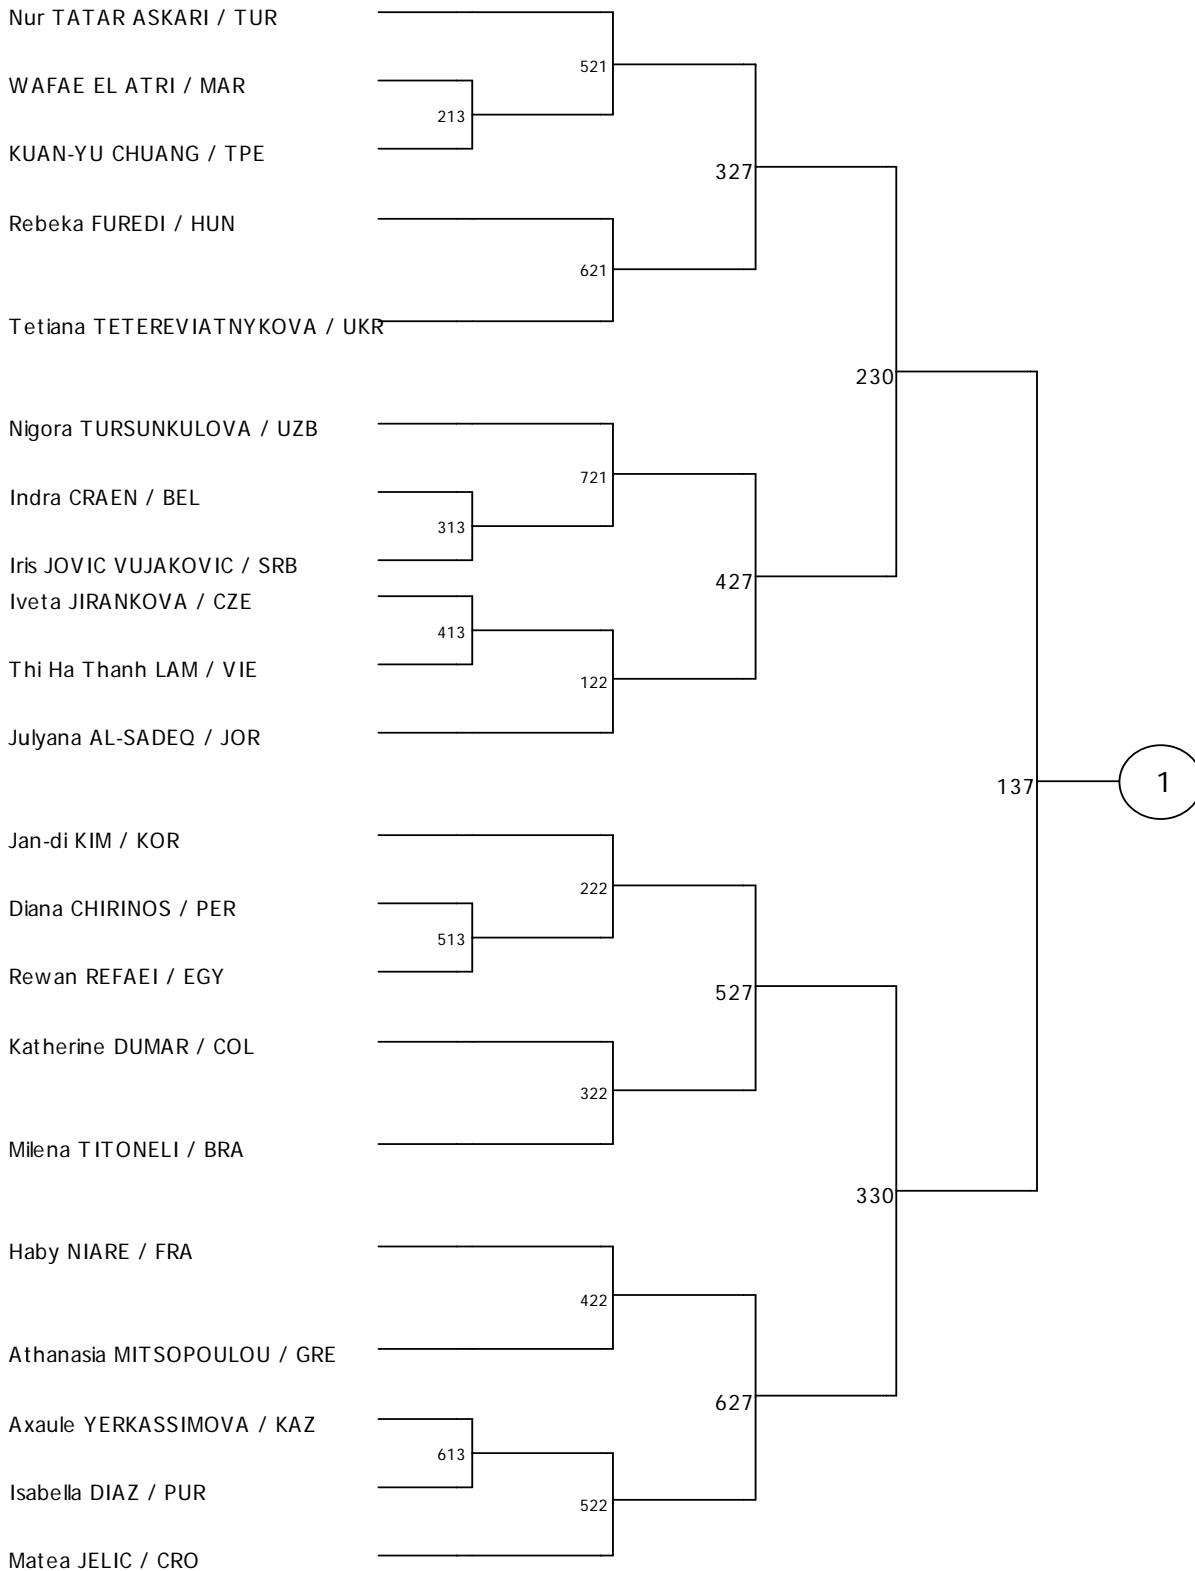 Nur TATAR ASKARI / TUR
521
WAFAE EL ATRI / MAR
213
KUAN-YU CHUANG / TPE
327
Rebeka FUREDI / HUN
621
Tetiana TETEREVIATNYKOVA / UKR
230
Nigora TURSUNKULOVA / UZB
721
Indra CRAEN / BEL
313
Iris JOVIC VUJAKOVIC / SRB
427
Iveta JIRANKOVA / CZE
413
Thi Ha Thanh LAM / VIE
122
Julyana AL-SADEQ / JOR
137
1
Jan-di KIM / KOR
222
Diana CHIRINOS / PER
513
Rewan REFAEI / EGY
527
Katherine DUMAR / COL
322
Milena TITONELI / BRA
330
Haby NIARE / FRA
422
Athanasia MITSOPOULOU / GRE
627
Axaule YERKASSIMOVA / KAZ
613
Isabella DIAZ / PUR
522
Matea JELIC / CRO